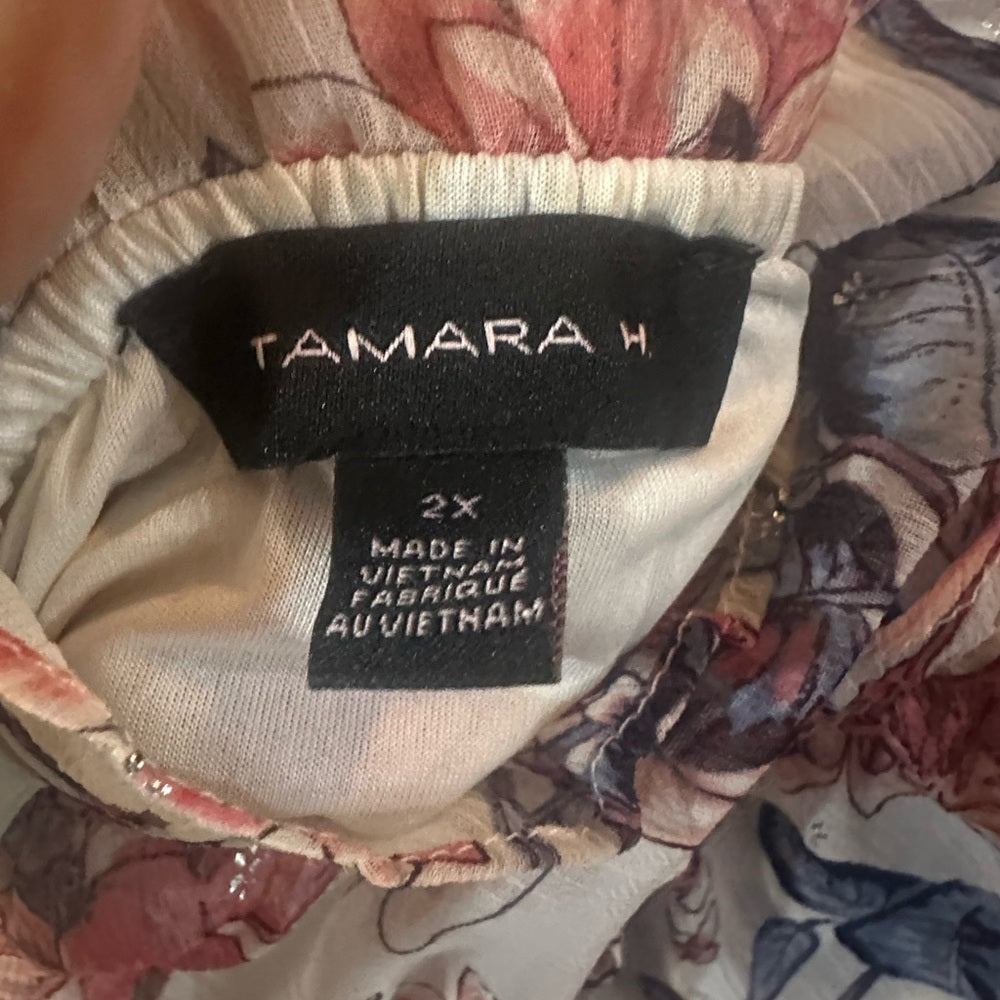 TAMARA H.
2X
MADE IN
VIETNAM
FABRIQUÉ
AU VIETNAM